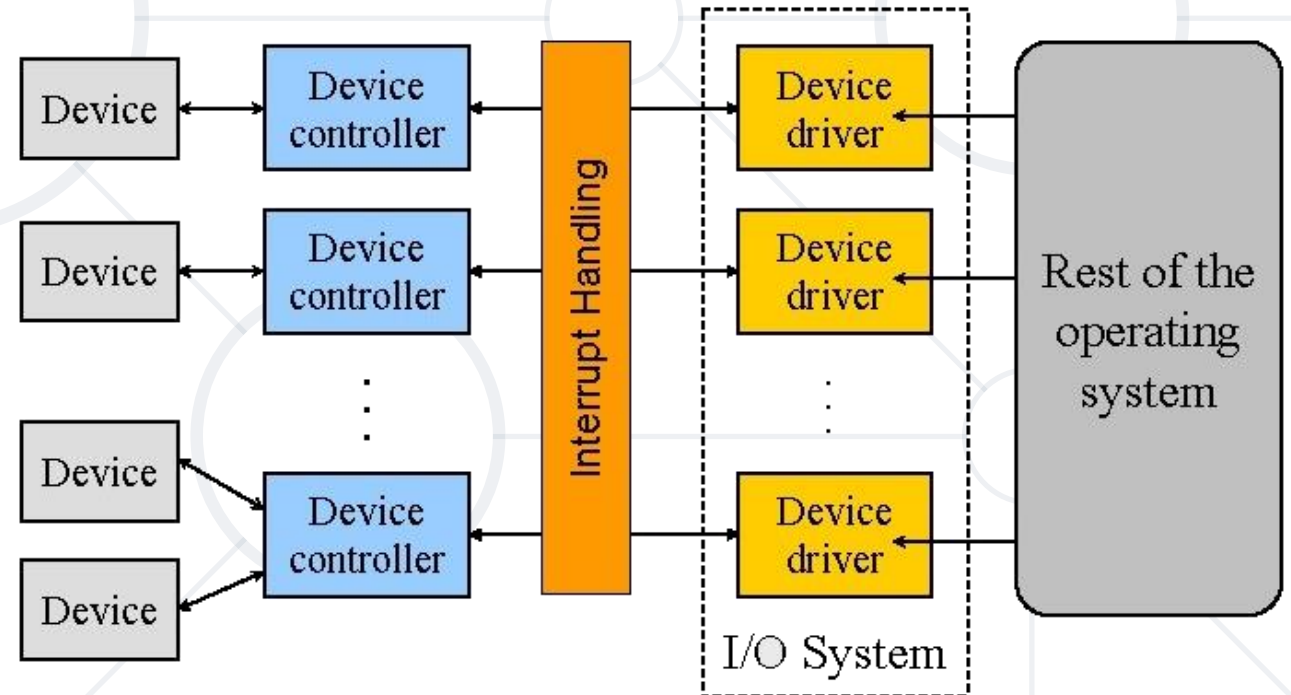 Device
Device
controller
Interrupt Handling
Device
driver
Rest of the
operating
system
Device
Device
controller
Device
driver
Device
Device
Device
controller
Device
driver
I/O System